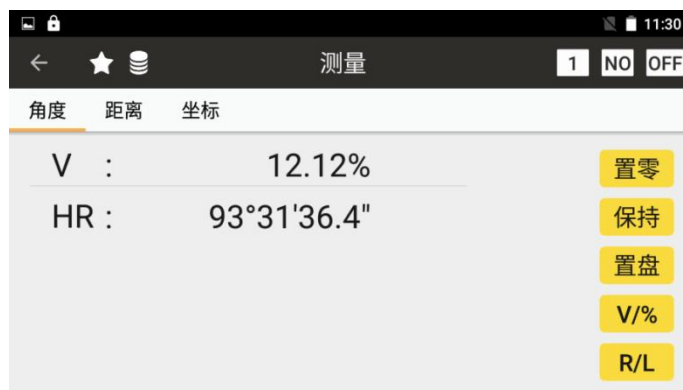 11:30
测量
1 NO OFF
角度 距离 坐标
V : 12.12%
置零
HR : 93°31'36.4"
保持
置盘
V/%
R/L